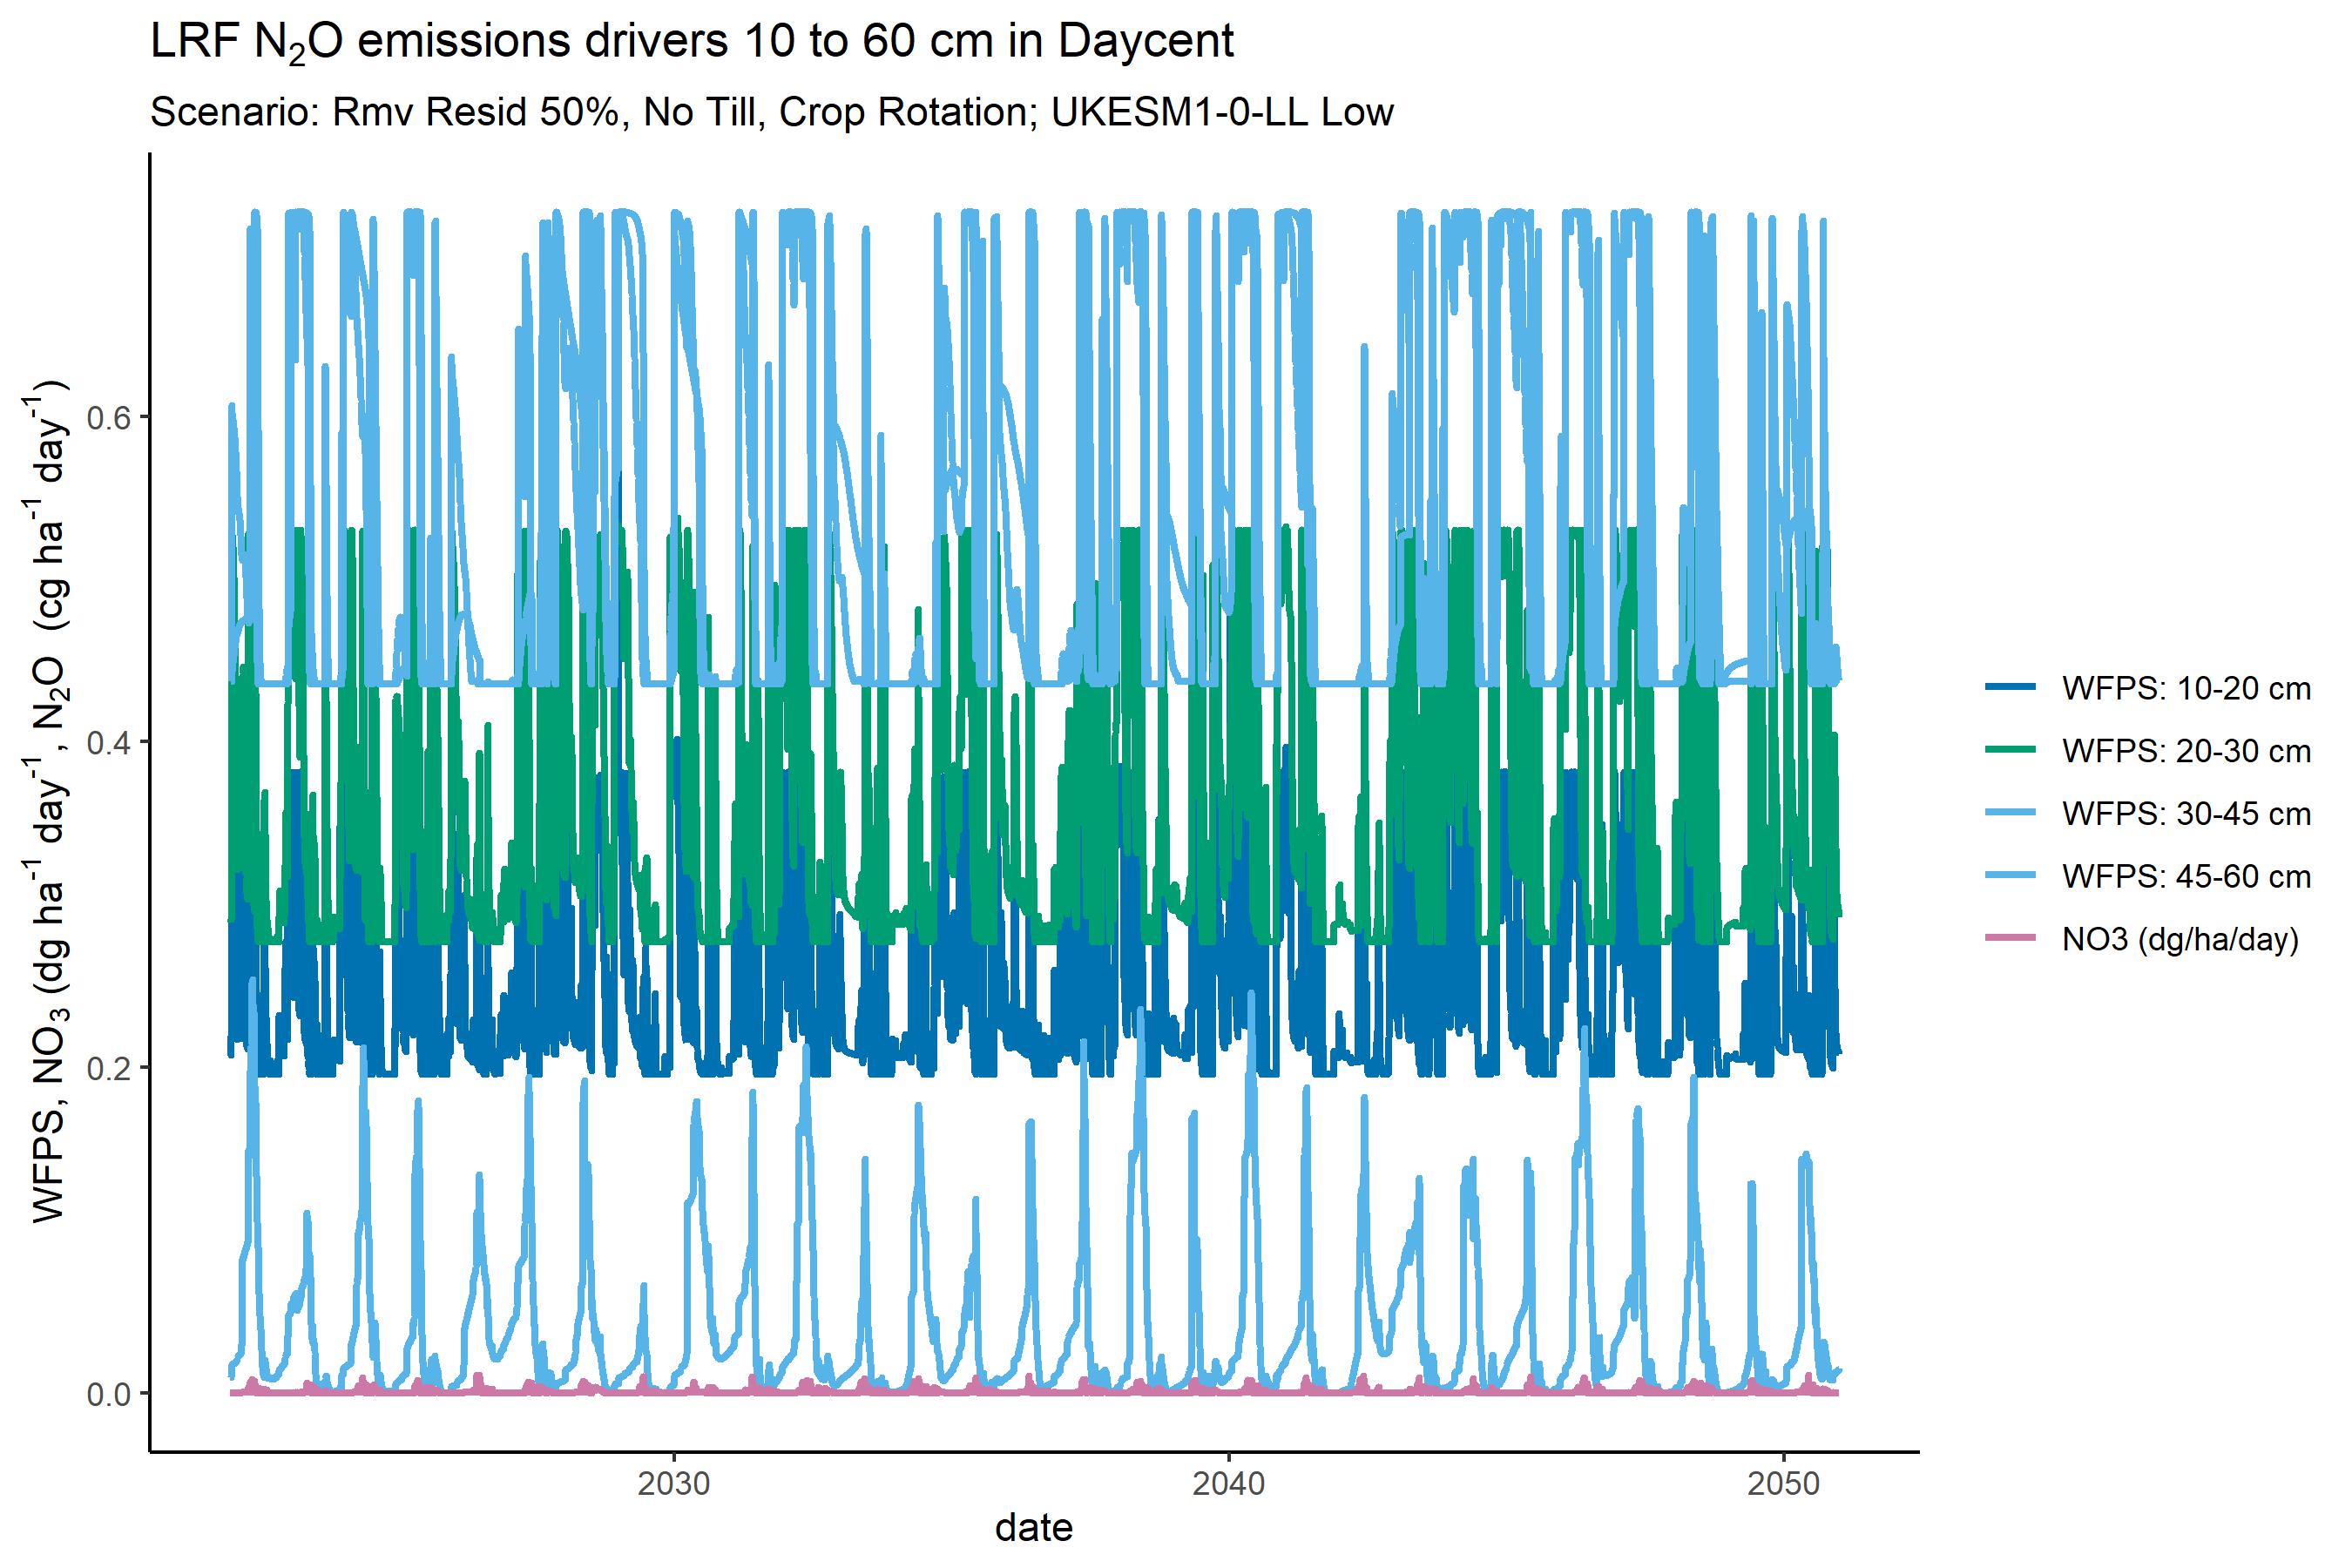 LRF N₂O emissions drivers 10 to 60 cm in Daycent
Scenario: Rmv Resid 50%, No Till, Crop Rotation; UKESM1-0-LL Low
WFPS, NO₃ (dg ha⁻¹ day⁻¹, N₂O (cg ha⁻¹ day⁻¹)
0.6
0.4
0.2
0.0
2030
2040
2050
date
WFPS: 10-20 cm
WFPS: 20-30 cm
WFPS: 30-45 cm
WFPS: 45-60 cm
NO3 (dg/ha/day)